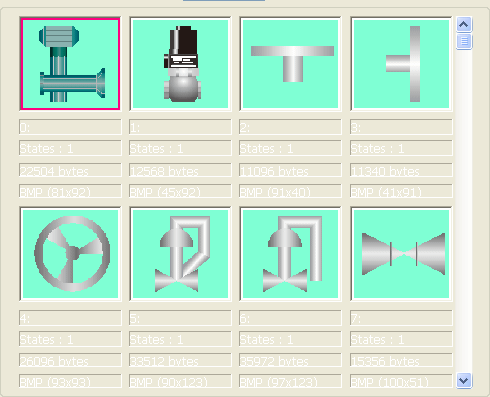 0: 1: 2: 3:
States : 1 States : 1 States : 1 States : 1
22504 bytes 12568 bytes 11096 bytes 11340 bytes
BMP (81x92) BMP (45x92) BMP (91x40) BMP (41x91)
4: 5: 6: 7:
States : 1 States : 1 States : 1 States : 1
26096 bytes 33512 bytes 35972 bytes 15356 bytes
BMP (93x93) BMP (90x123) BMP (97x123) BMP (100x51)